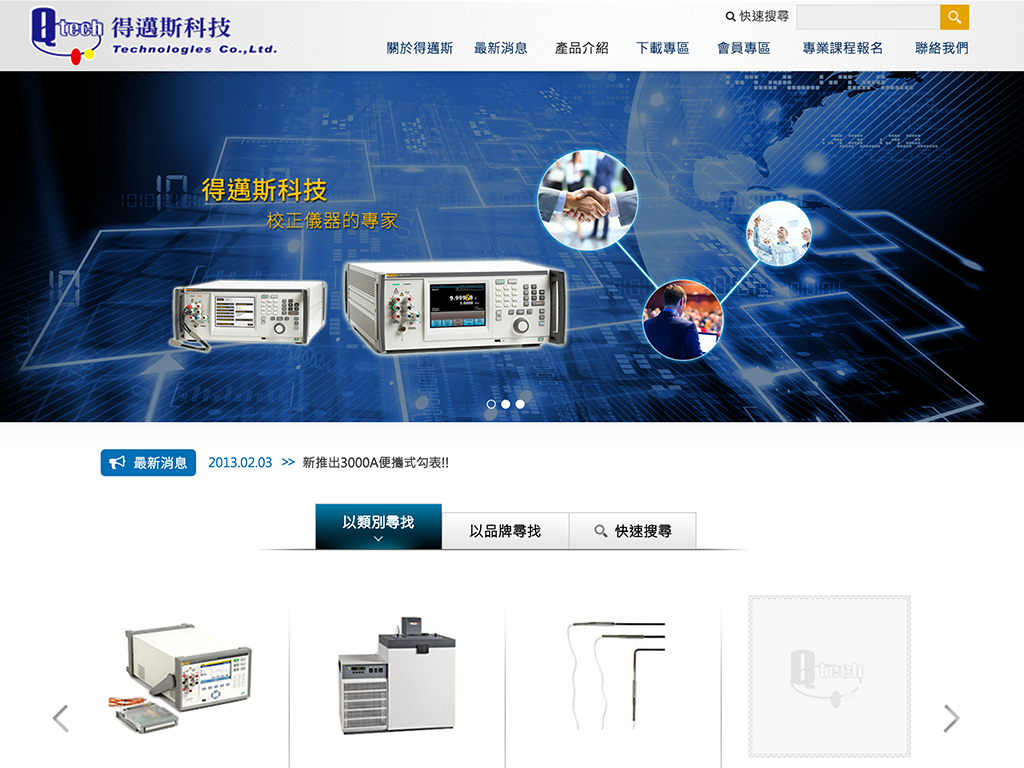 Qtech 得邁斯科技
Technologies Co.,Ltd.
快速搜尋
關於得邁斯 最新消息 產品介紹 下載專區 會員專區 專業課程報名 聯絡我們
得邁斯科技
校正儀器的專家
最新消息 2013.02.03 >> 新推出3000A便攜式勾表!!
以類別尋找 以品牌尋找 快速搜尋
Qtech